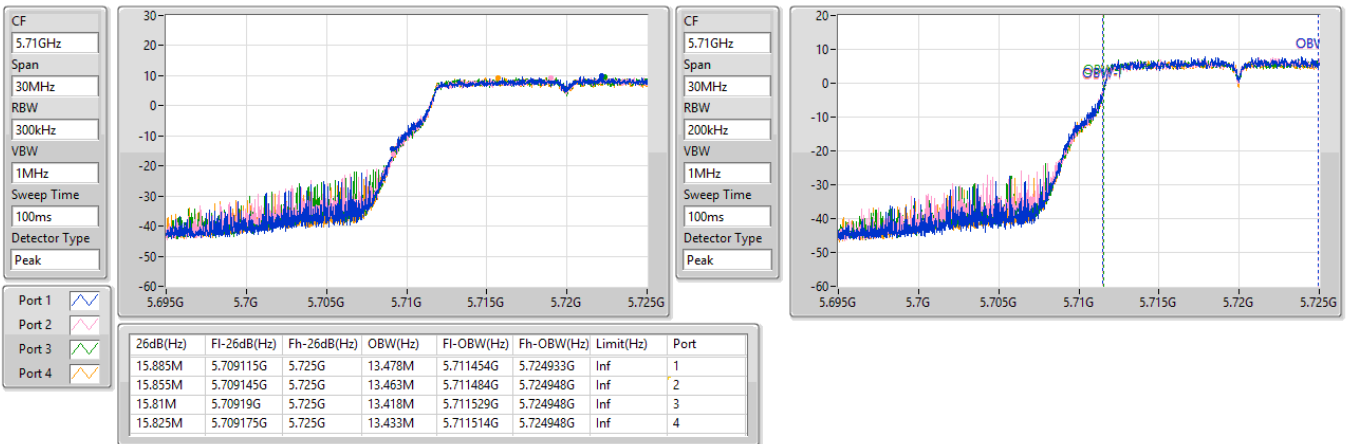 CF
5.71GHz
Span
30MHz
RBW
300kHz
VBW
1MHz
Sweep Time
100ms
Detector Type
Peak
30-
20-
10-
0-
-10-
-20-
-30-
-40-
-50-
-60-
5.695G 5.7G 5.705G 5.71G 5.715G 5.72G 5.725G
CF
5.71GHz
Span
30MHz
RBW
200kHz
VBW
1MHz
Sweep Time
100ms
Detector Type
Peak
20-
10-
0-
-10-
-20-
-30-
-40-
-50-
-60-
OBW
5.695G 5.7G 5.705G 5.71G 5.715G 5.72G 5.725G
Port 1
Port 2
Port 3
Port 4
26dB(Hz) Fl-26dB(Hz) Fh-26dB(Hz) OBW(Hz) Fl-OBW(Hz) Fh-OBW(Hz) Limit(Hz) Port
15.885M 5.709115G 5.725G 13.478M 5.711454G 5.724933G Inf 1
15.855M 5.709145G 5.725G 13.463M 5.711484G 5.724948G Inf 2
15.81M 5.70919G 5.725G 13.418M 5.711529G 5.724948G Inf 3
15.825M 5.709175G 5.725G 13.433M 5.711514G 5.724948G Inf 4